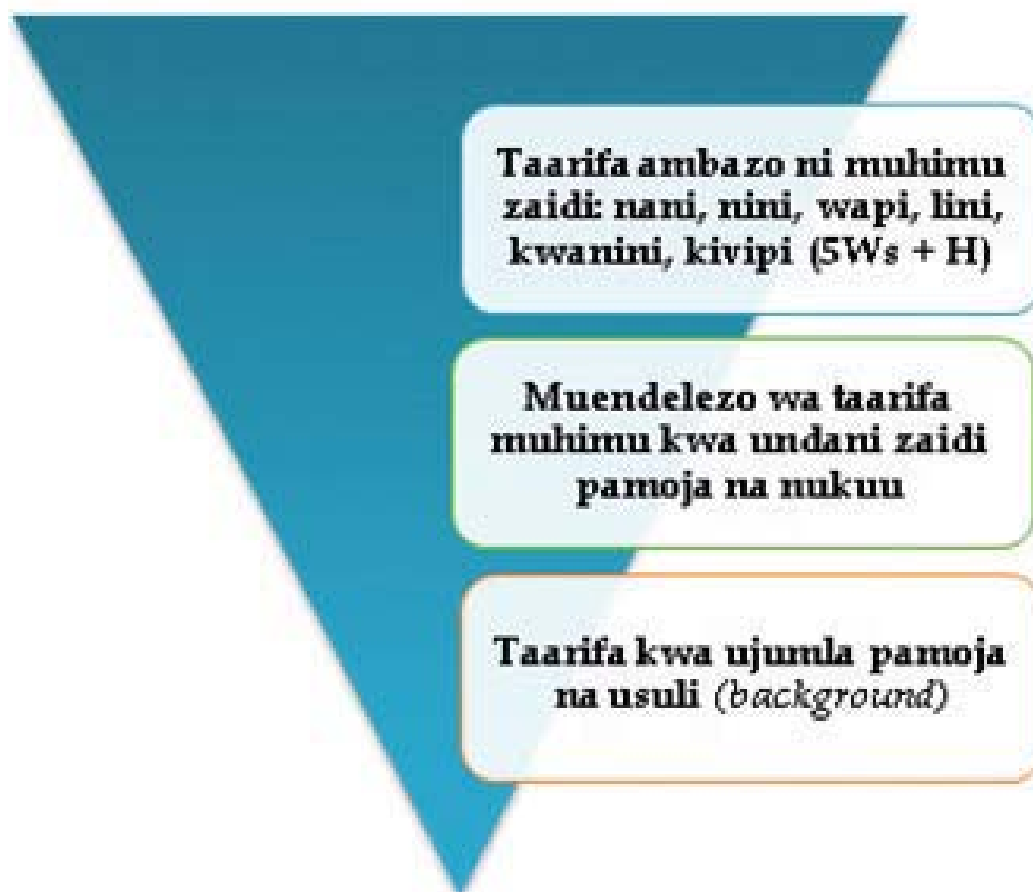 Taarifa ambazo ni muhimu
zaidi: nani, nini, wapi, lini,
kwanini, kivipi (5Ws + H)
Muendelezo wa taarifa
muhimu kwa undani zaidi
pamoja na nukuu
Taarifa kwa ujumla pamoja
na usuli (background)